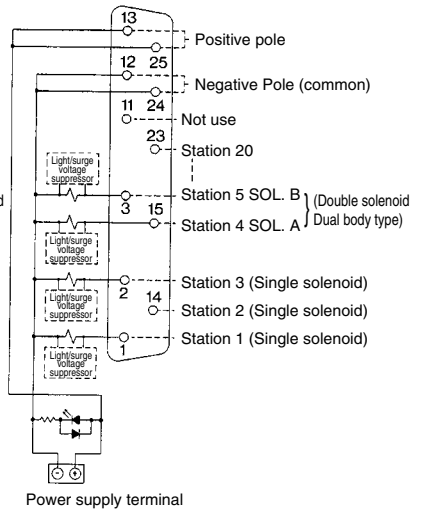 13
Positive pole
12 25
Negative Pole (common)
24
11
Not use
23
Station 20
Light/surge
voltage
suppressor
Station 5 SOL. B
(Double solenoid
Dual body type)
3 15
Station 4 SOL. A
Light/surge
voltage
suppressor
d
Station 3 (Single solenoid)
2
14
Light/surge
voltage
suppressor
Station 2 (Single solenoid)
Station 1 (Single solenoid)
1
Light/surge
voltage
suppressor
Power supply terminal